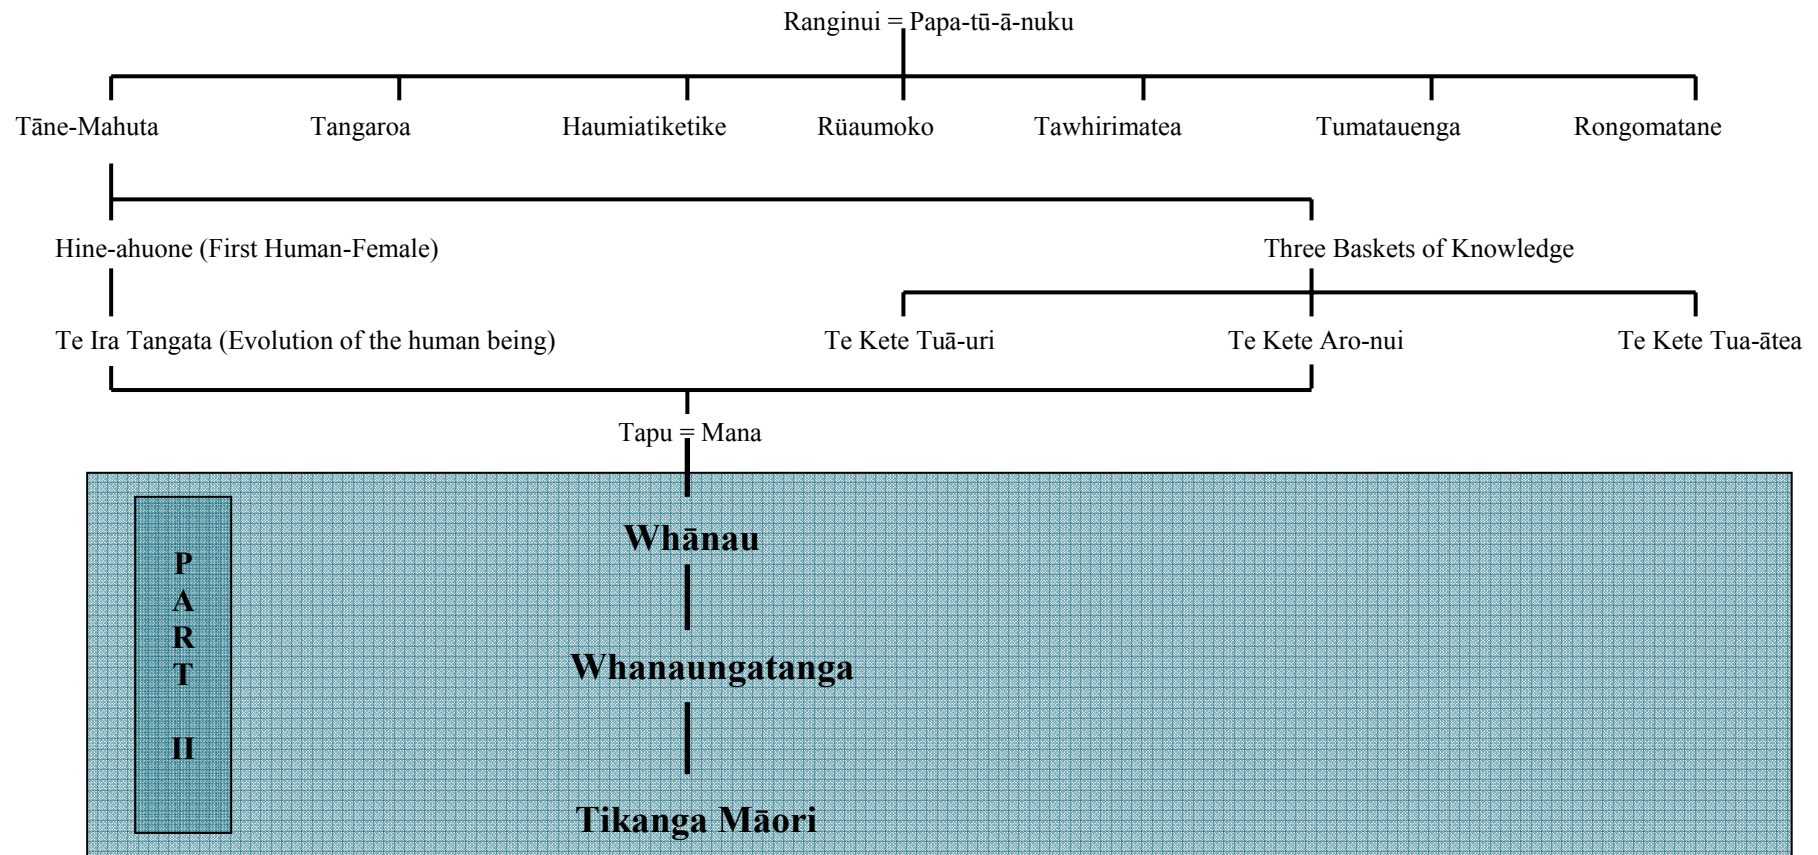 Ranginui = Papa-tū-ā-nuku
Tāne-Mahuta Tangaroa Haumiatiketike Rüaumoko Tawhirimatea Tumatauenga Rongomatane
Hine-ahuone (First Human-Female) Three Baskets of Knowledge
Te Ira Tangata (Evolution of the human being) Te Kete Tuā-uri Te Kete Aro-nui Te Kete Tua-ātea
Tapu = Mana
P
A
R
T
II
Whānau
Whanaungatanga
Tikanga Māori